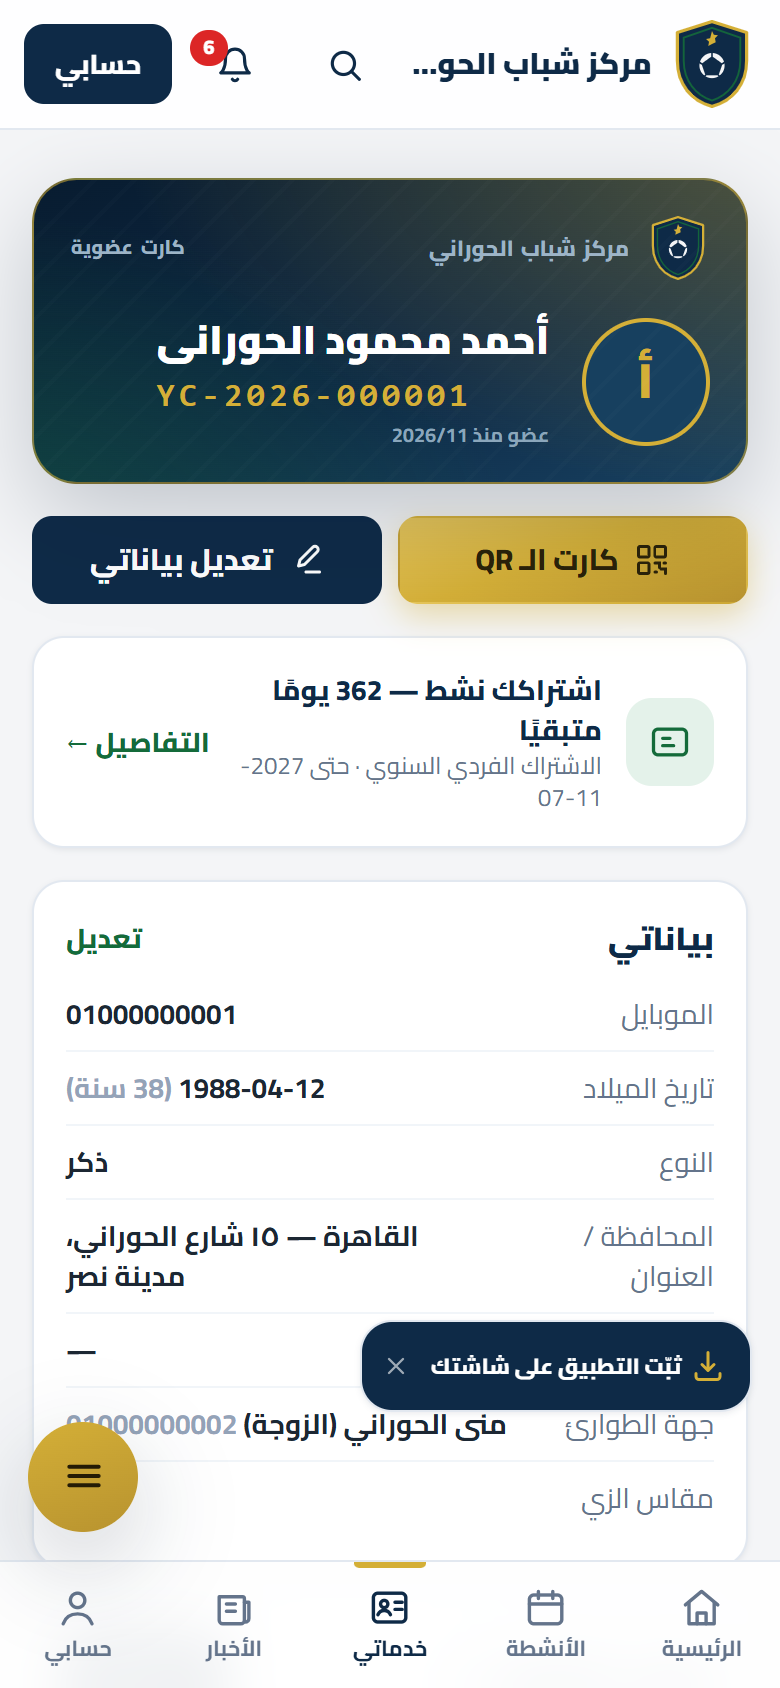 مركز شباب الحو...
6
حسابي
مركز شباب الحوراني
كارت عضوية
أ
أحمد محمود الحورانى
YC-2026-000001
عضو منذ 2026/11
كارت الـ QR
تعديل بياناتي
اشتراكك نشط — 362 يومًا
متبقيًا
الاشتراك الفردي السنوي · حتى 2027-
07-11
التفاصيل ←
بياناتي
تعديل
الموبايل
01000000001
تاريخ الميلاد
1988-04-12 (38 سنة)
النوع
ذكر
المحافظة /
العنوان
القاهرة — ١٥ شارع الحوراني،
مدينة نصر
—
ثبّت التطبيق على شاشتك
جهة الطوارئ
منى الحوراني (الزوجة) 01000000002
مقاس الزي
الرئيسية
الأنشطة
خدماتي
الأخبار
حسابي